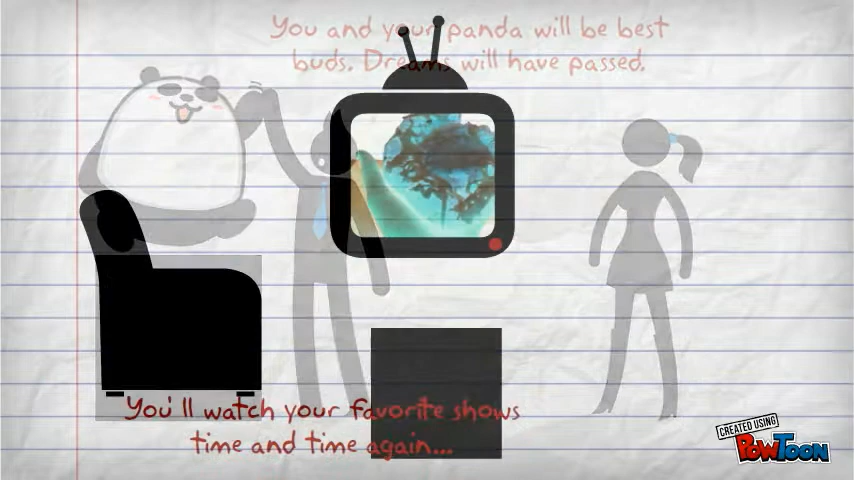 You and your panda will be best
buds. Dreams will have passed.
You'll watch your favorite shows
time and time again...
CREATED USING
POWTOON